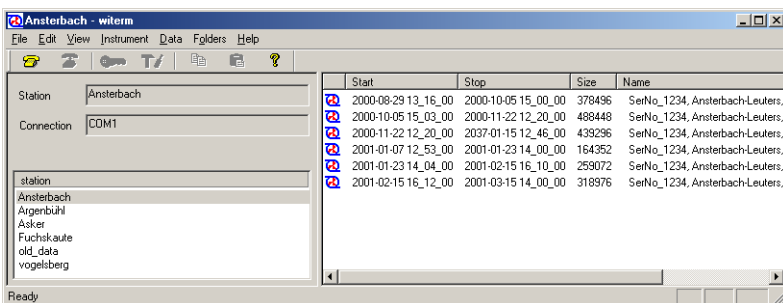 Ansterbach - witerm
File Edit View Instrument Data Folders Help
Station Ansterbach
Connection COM1
station
Ansterbach
Argenbühl
Asker
Fuchskaute
old_data
vogelsberg
Start Stop Size Name
2000-08-29 13_16_00 2000-10-05 15_00_00 378496 SerNo_1234, Ansterbach-Leuters,
2000-10-05 15_03_00 2000-11-22 12_20_00 488448 SerNo_1234, Ansterbach-Leuters,
2000-11-22 12_20_00 2037-01-15 12_46_00 439296 SerNo_1234, Ansterbach-Leuters,
2001-01-07 12_53_00 2001-01-23 14_00_00 164352 SerNo_1234, Ansterbach-Leuters,
2001-01-23 14_04_00 2001-02-15 16_10_00 259072 SerNo_1234, Ansterbach-Leuters,
2001-02-15 16_12_00 2001-03-15 14_00_00 318976 SerNo_1234, Ansterbach-Leuters,
Ready